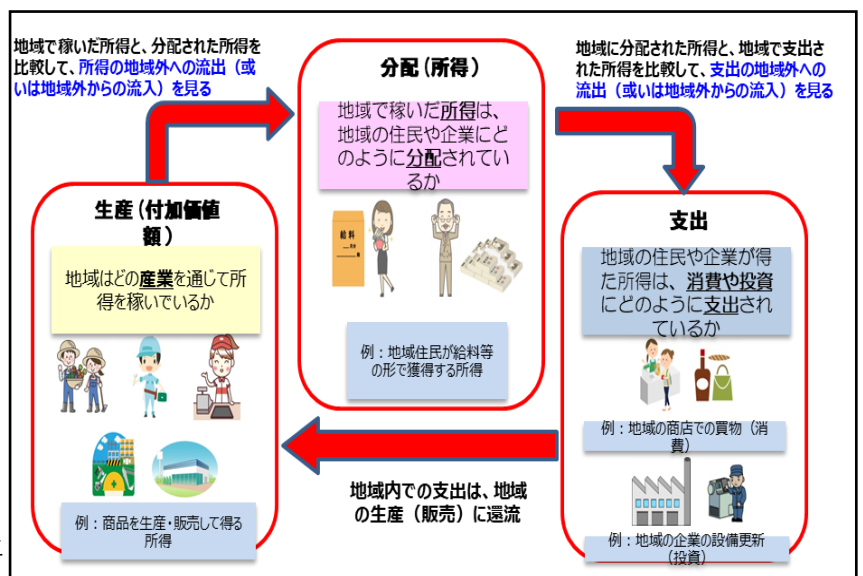 地域で稼いだ所得と、分配された所得を
比較して、所得の地域外への流出（或
いは地域外からの流入）を見る
分配（所得）
地域で稼いだ所得は、
地域の住民や企業にど
のように分配されてい
るか
給料
例：地域住民が給料等
の形で獲得する所得
地域に分配された所得と、地域で支出さ
れた所得を比較して、支出の地域外への
流出（或いは地域外からの流入）を見る
生産（付加価値
額）
地域はどの産業を通じて所
得を稼いでいるか
例：商品を生産・販売して得る
所得
支出
地域の住民や企業が得
た所得は、消費や投資
にどのように支出され
ているか
例：地域の商店での買物（消
費）
例：地域の企業の設備更新
（投資）
地域内での支出は、地域
の生産（販売）に還流